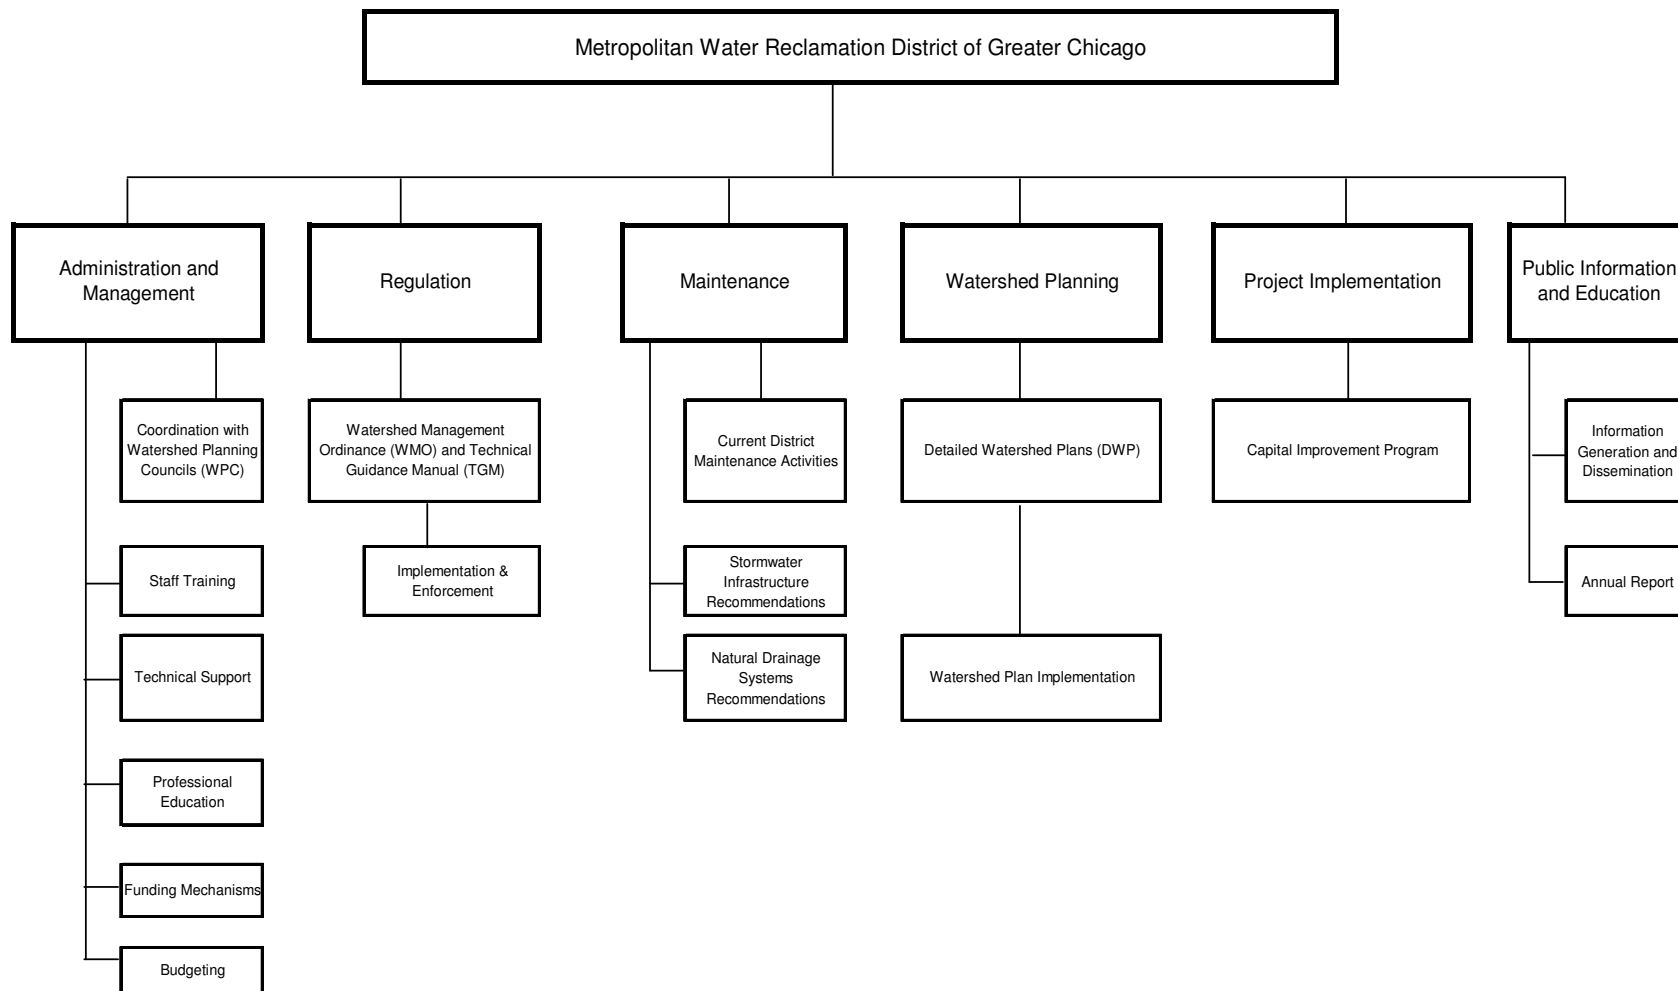 Metropolitan Water Reclamation District of Greater Chicago
Administration and
Management
Regulation
Maintenance
Watershed Planning
Project Implementation
Public Information
and Education
Coordination with
Watershed Planning
Councils (WPC)
Watershed Management
Ordinance (WMO) and Technical
Guidance Manual (TGM)
Current District
Maintenance Activities
Detailed Watershed Plans (DWP)
Capital Improvement Program
Information
Generation and
Dissemination
Staff Training
Implementation &
Enforcement
Stormwater
Infrastructure
Recommendations
Annual Report
Technical Support
Natural Drainage
Systems
Recommendations
Watershed Plan Implementation
Professional
Education
Funding Mechanisms
Budgeting